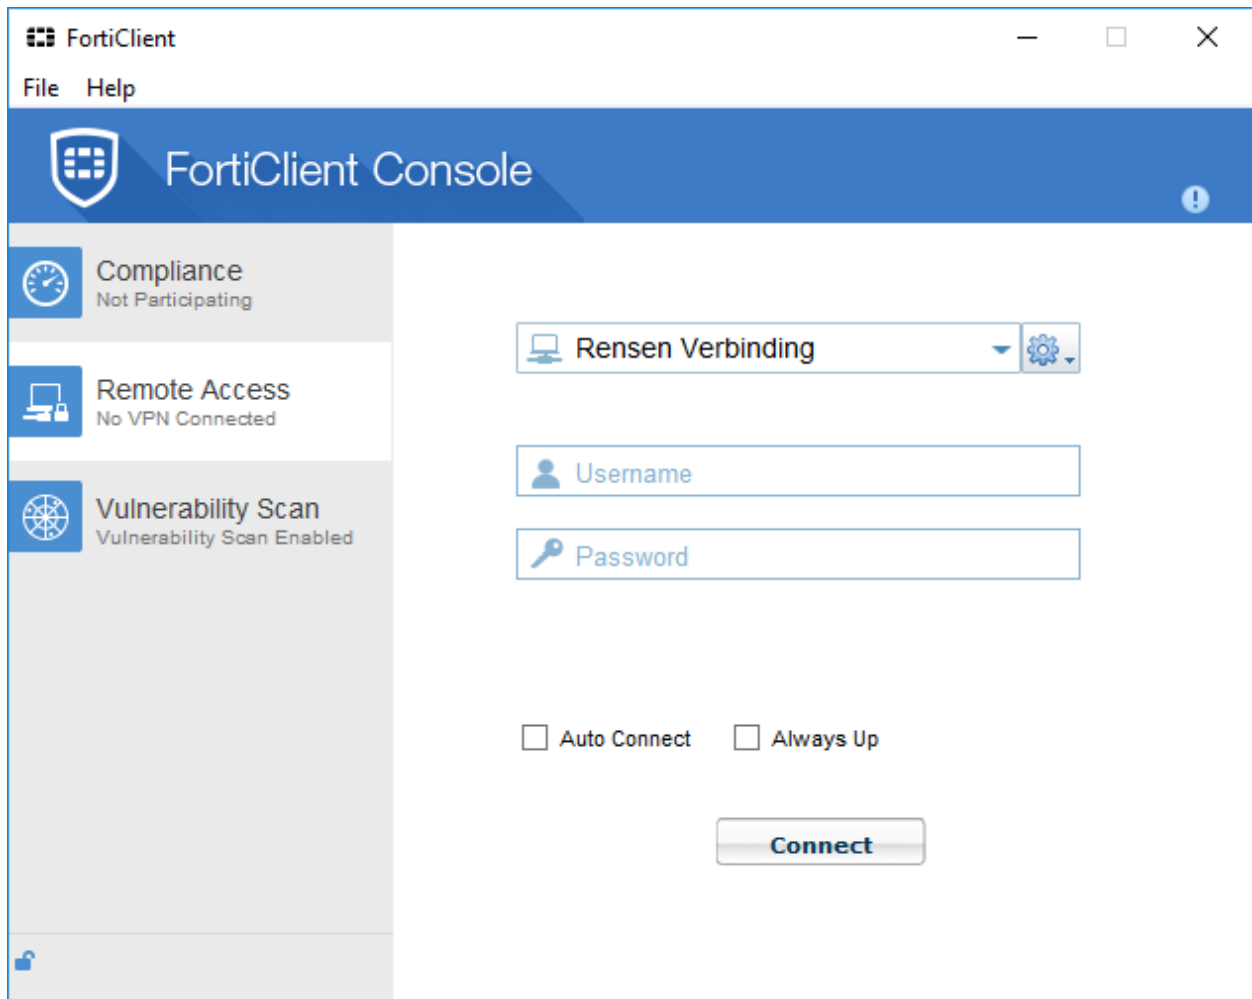 FortiClient
File Help
FortiClient Console
Compliance
Not Participating
Remote Access
No VPN Connected
Vulnerability Scan
Vulnerability Scan Enabled
Rensen Verbinding
Username
Password
Auto Connect Always Up
Connect